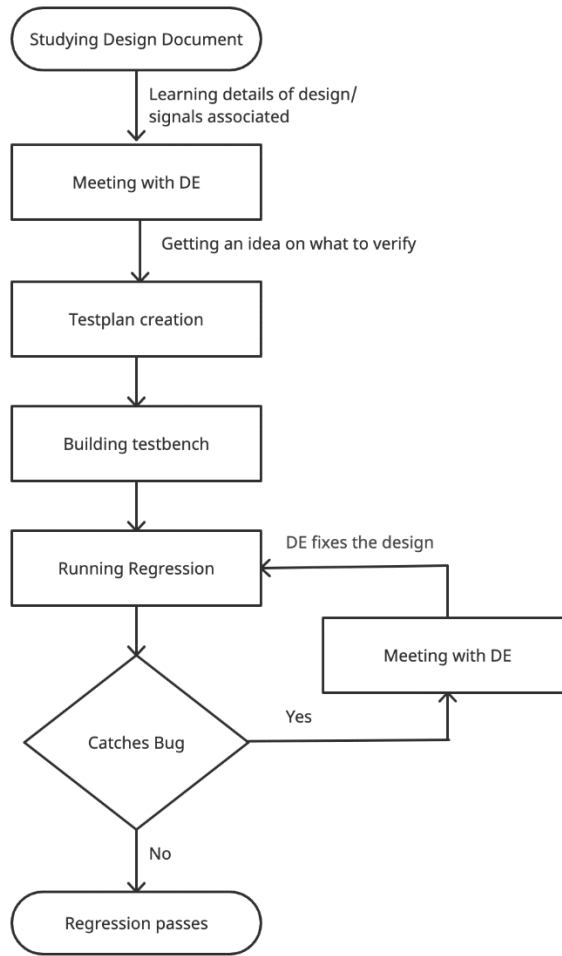 Studying Design Document
Learning details of design/
signals associated
Meeting with DE
Getting an idea on what to verify
Testplan creation
Building testbench
Running Regression
DE fixes the design
Meeting with DE
Catches Bug
Yes
No
Regression passes